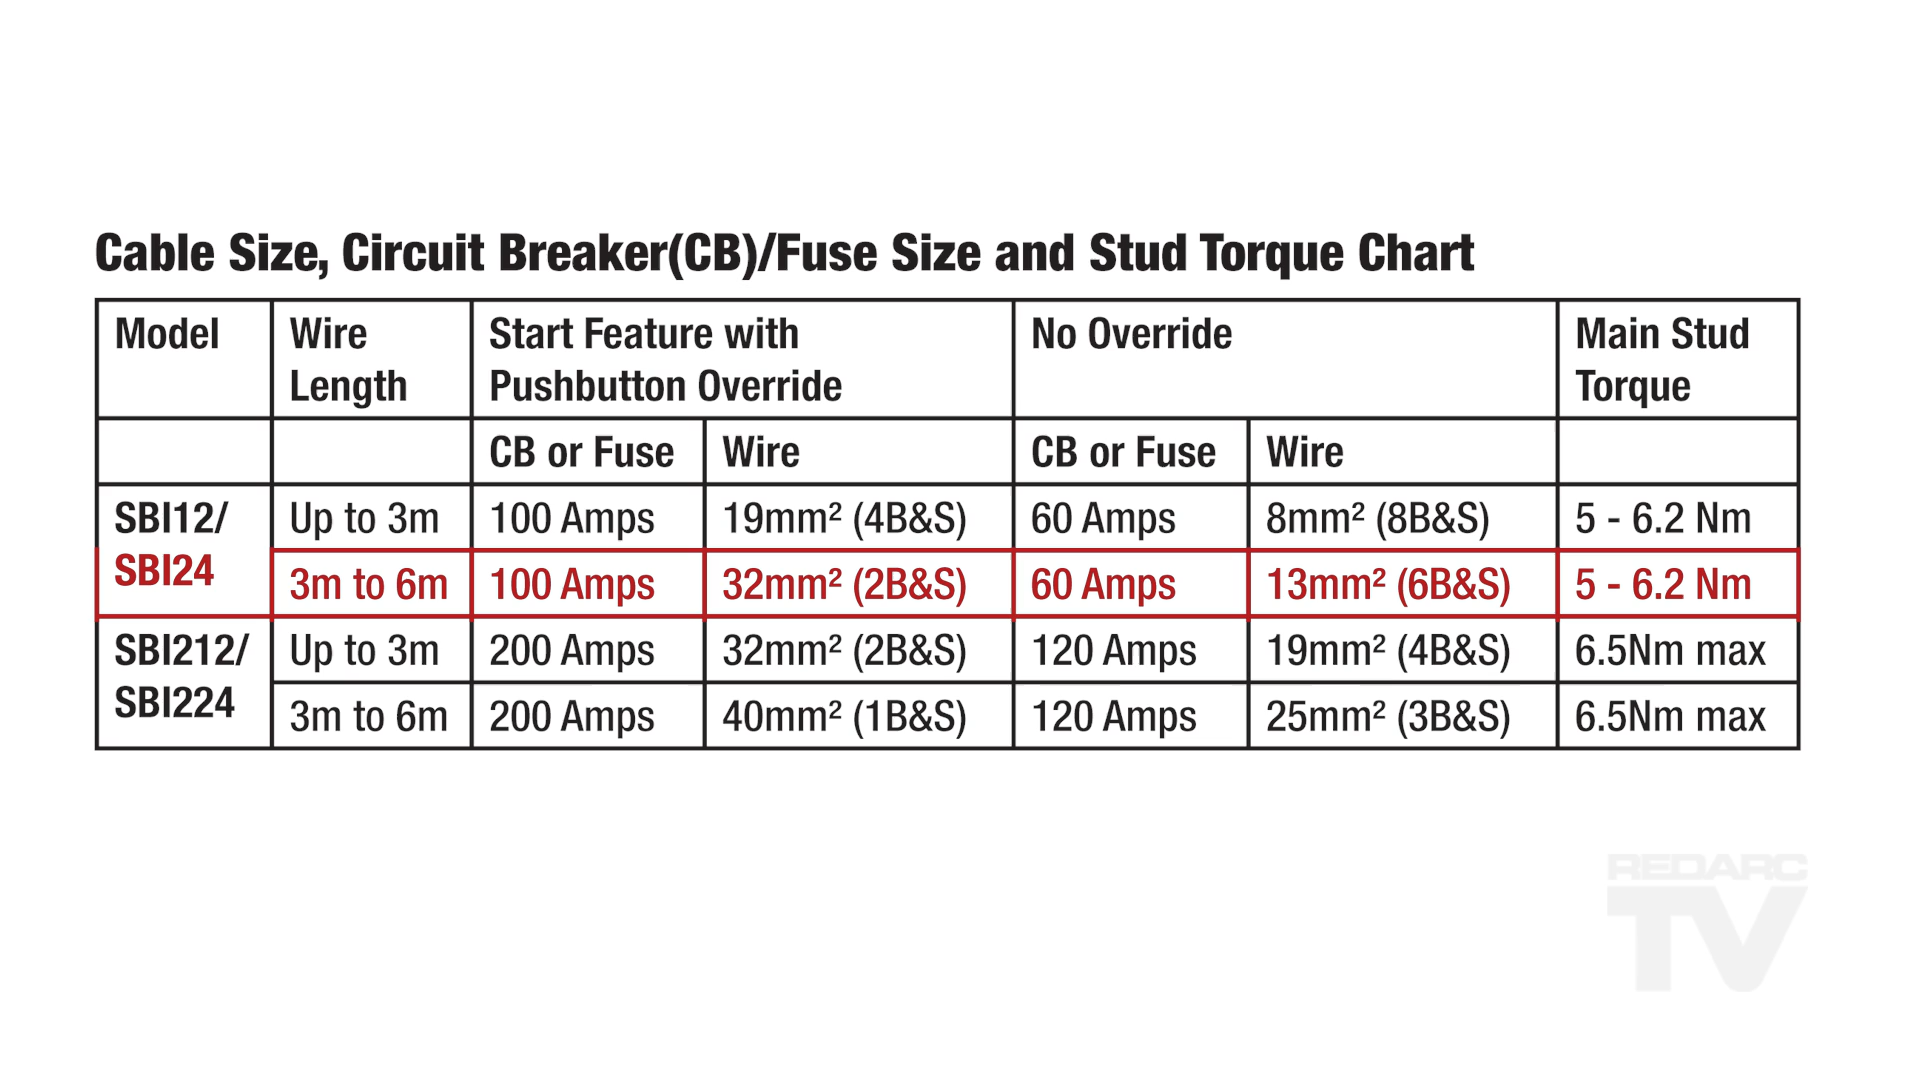 Cable Size, Circuit Breaker(CB)/Fuse Size and Stud Torque Chart
Model Wire Length Start Feature with Pushbutton Override No Override Main Stud Torque
CB or Fuse Wire CB or Fuse Wire
SBI12/ Up to 3m 100 Amps 19mm² (4B&S) 60 Amps 8mm² (8B&S) 5 - 6.2 Nm
SBI24 3m to 6m 100 Amps 32mm² (2B&S) 60 Amps 13mm² (6B&S) 5 - 6.2 Nm
SBI212/ Up to 3m 200 Amps 32mm² (2B&S) 120 Amps 19mm² (4B&S) 6.5Nm max
SBI224 3m to 6m 200 Amps 40mm² (1B&S) 120 Amps 25mm² (3B&S) 6.5Nm max
REDARC
TV